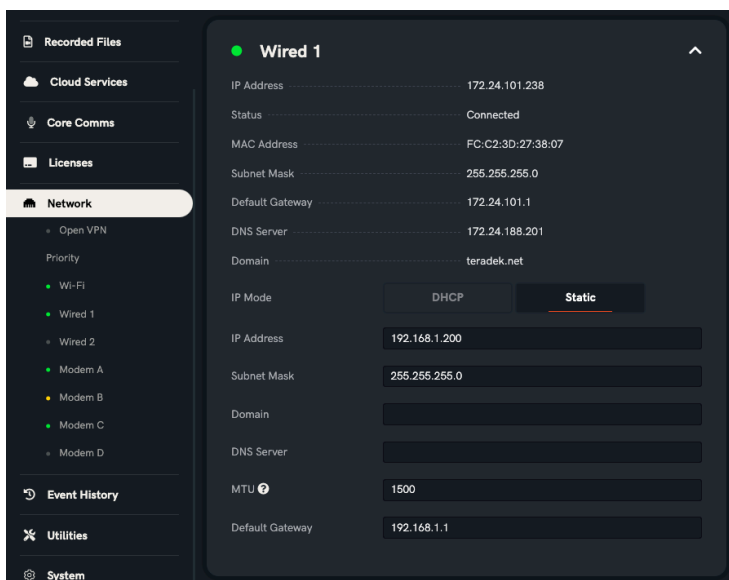 Recorded Files
Cloud Services
Core Comms
Licenses
Network
Open VPN
Priority
Wi-Fi
Wired 1
Wired 2
Modem A
Modem B
Modem C
Modem D
Event History
Utilities
System
Wired 1
IP Address 172.24.101.238
Status Connected
MAC Address FC:C2:3D:27:38:07
Subnet Mask 255.255.255.0
Default Gateway 172.24.101.1
DNS Server 172.24.188.201
Domain teradek.net
IP Mode DHCP Static
IP Address 192.168.1.200
Subnet Mask 255.255.255.0
Domain
DNS Server
MTU ? 1500
Default Gateway 192.168.1.1